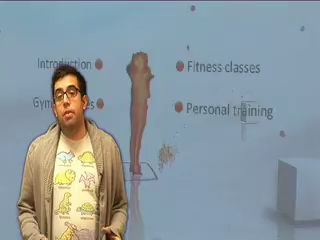 Introduction
Fitness classes
Personal training